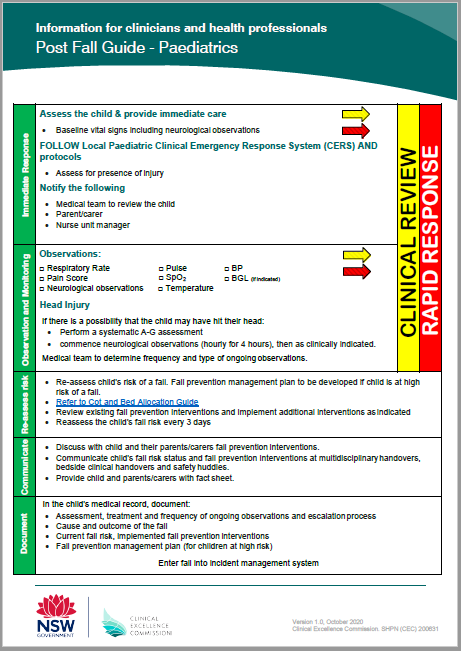 Information for clinicians and health professionals
Post Fall Guide - Paediatrics
Immediate Response
Assess the child & provide immediate care
• Baseline vital signs including neurological observations
FOLLOW Local Paediatric Clinical Emergency Response System (CERS) AND
protocols
• Assess for presence of injury
Notify the following
• Medical team to review the child
• Parent/carer
• Nurse unit manager
CLINICAL REVIEW
RAPID RESPONSE
Observation and Monitoring
Observations:
□ Respiratory Rate □ Pulse □ BP
□ Pain Score □ SpO2 □ BGL (if indicated)
□ Neurological observations □ Temperature
Head Injury
If there is a possibility that the child may have hit their head:
• Perform a systematic A-G assessment
• commence neurological observations (hourly for 4 hours), then as clinically indicated.
Medical team to determine frequency and type of ongoing observations.
Re-assess risk
• Re-assess child's risk of a fall. Fall prevention management plan to be developed if child is at high
risk of a fall.
• Refer to Cot and Bed Allocation Guide
• Review existing fall prevention interventions and implement additional interventions as indicated
• Reassess the child's fall risk every 3 days
Communicate
• Discuss with child and their parents/carers fall prevention interventions.
• Communicate child's fall risk status and fall prevention interventions at multidisciplinary handovers,
bedside clinical handovers and safety huddles.
• Provide child and parents/carers with fact sheet.
Document
In the child's medical record, document:
• Assessment, treatment and frequency of ongoing observations and escalation process
• Cause and outcome of the fall
• Current fall risk, implemented fall prevention interventions
• Fall prevention management plan (for children at high risk)
Enter fall into incident management system
NSW
GOVERNMENT
CLINICAL
EXCELLENCE
COMMISSION
Version 1.0, October 2020
Clinical Excellence Commission. SHPN (CEC) 200631